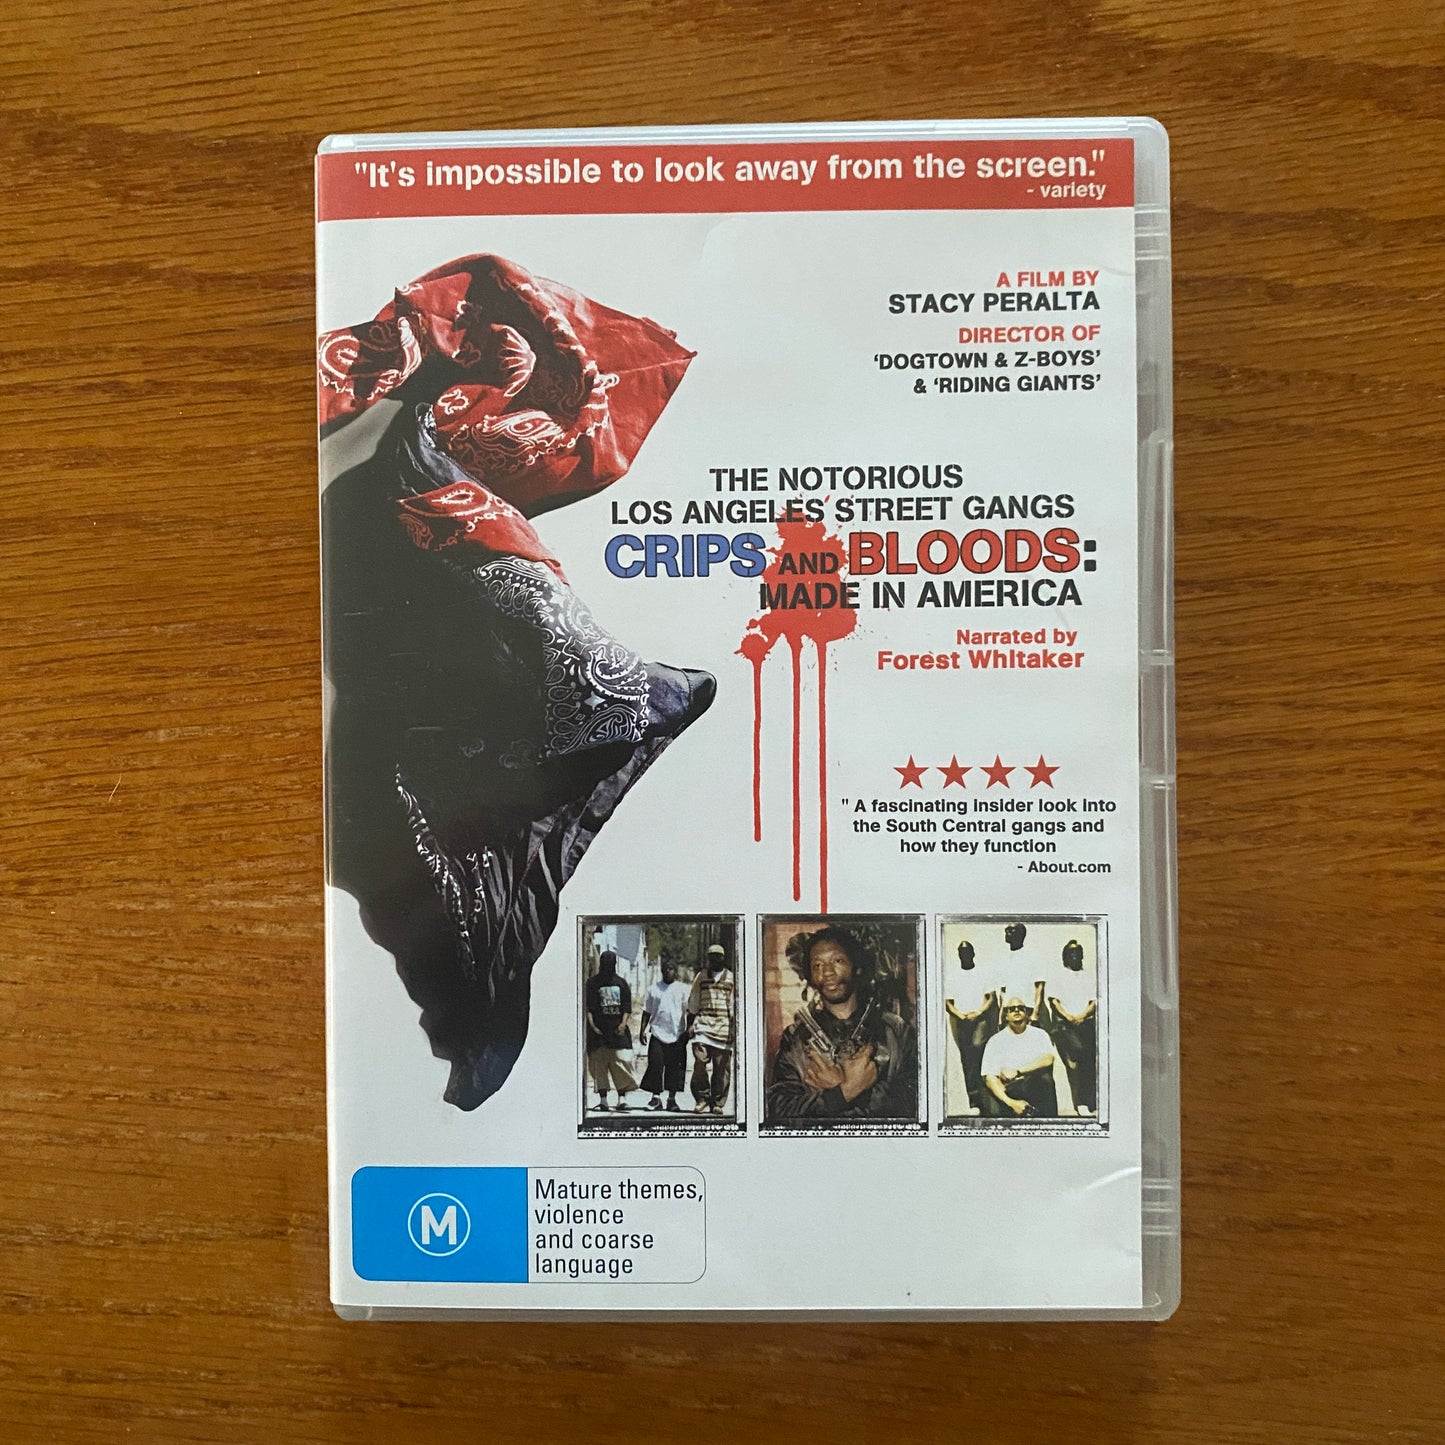 "It's impossible to look away from the screen."
- variety
A FILM BY
STACY PERALTA
DIRECTOR OF
'DOGTOWN & Z-BOYS'
& 'RIDING GIANTS'
THE NOTORIOUS
LOS ANGELES STREET GANGS
CRIPS AND BLOODS:
MADE IN AMERICA
Narrated by
Forest Whitaker
" A fascinating insider look into
the South Central gangs and
how they function
- About.com
M
Mature themes,
violence
and coarse
language